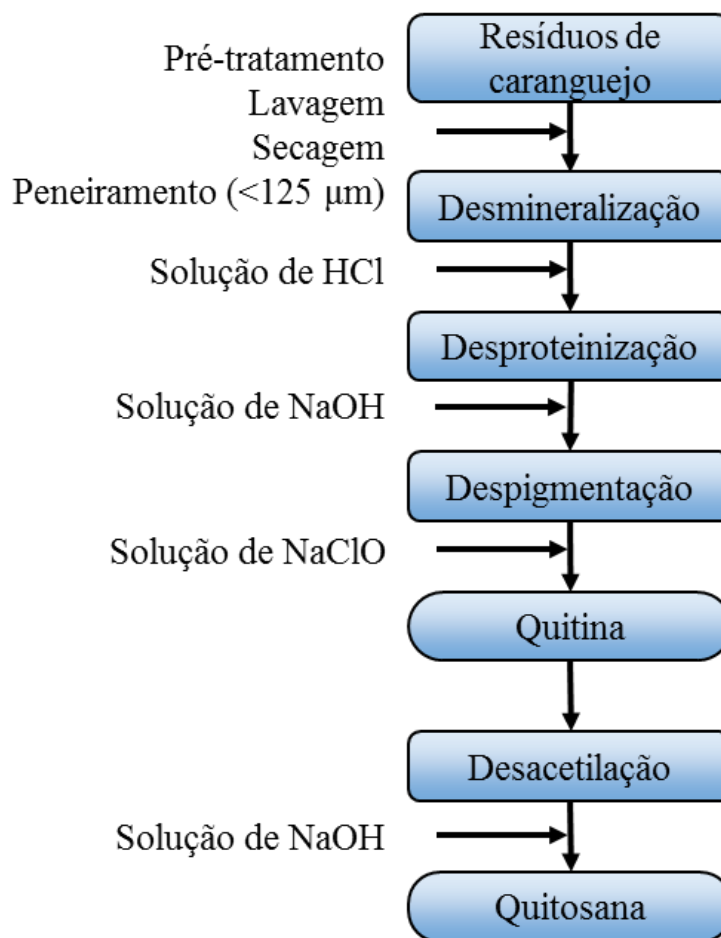 Resíduos de
caranguejo
Pré-tratamento
Lavagem
Secagem
Peneiramento (<125 μm)
Desmineralização
Solução de HCl
Desproteinização
Solução de NaOH
Despigmentação
Solução de NaClO
Quitina
Desacetilação
Solução de NaOH
Quitosana